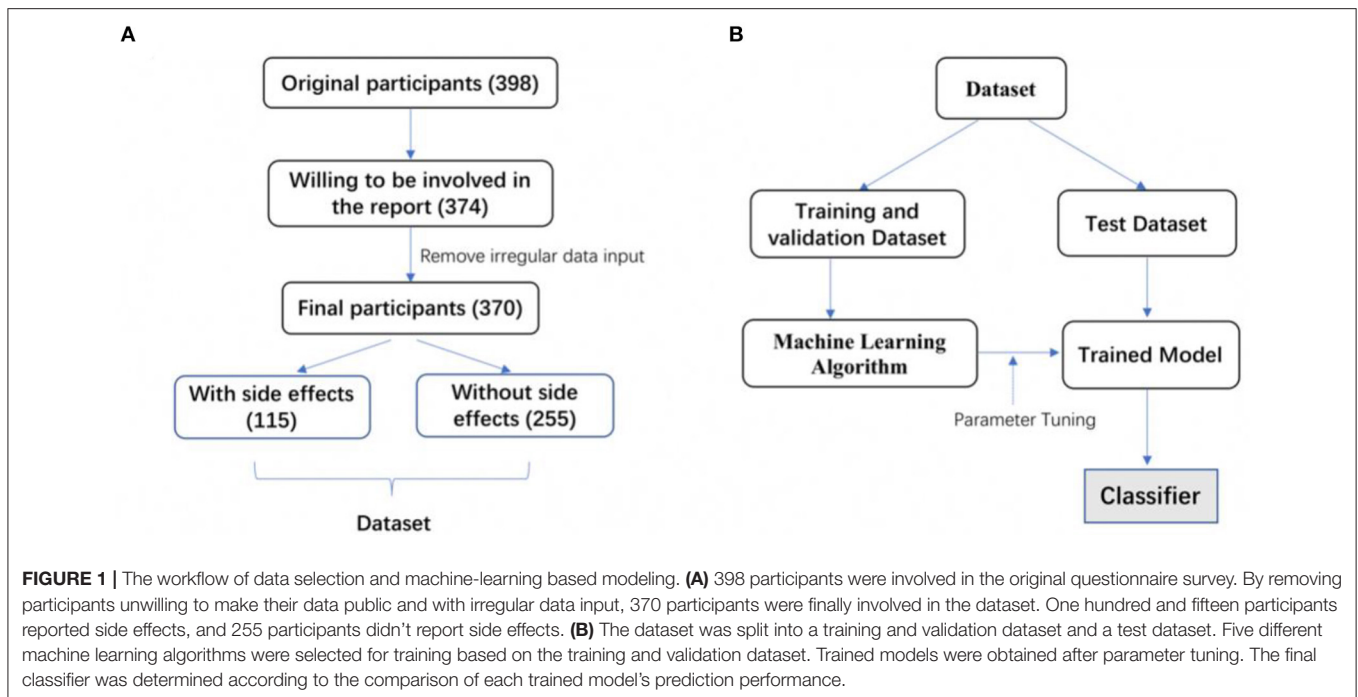 A
Original participants (398)
Willing to be involved in
the report (374)
Remove irregular data input
Final participants (370)
With side effects
(115)
Without side
effects (255)
Dataset
B
Dataset
Training and
validation Dataset
Test Dataset
Machine Learning
Algorithm
Trained Model
Parameter Tuning
Classifier
FIGURE 1 | The workflow of data selection and machine-learning based modeling. (A) 398 participants were involved in the original questionnaire survey. By removing
participants unwilling to make their data public and with irregular data input, 370 participants were finally involved in the dataset. One hundred and fifteen participants
reported side effects, and 255 participants didn't report side effects. (B) The dataset was split into a training and validation dataset and a test dataset. Five different
machine learning algorithms were selected for training based on the training and validation dataset. Trained models were obtained after parameter tuning. The final
classifier was determined according to the comparison of each trained model's prediction performance.